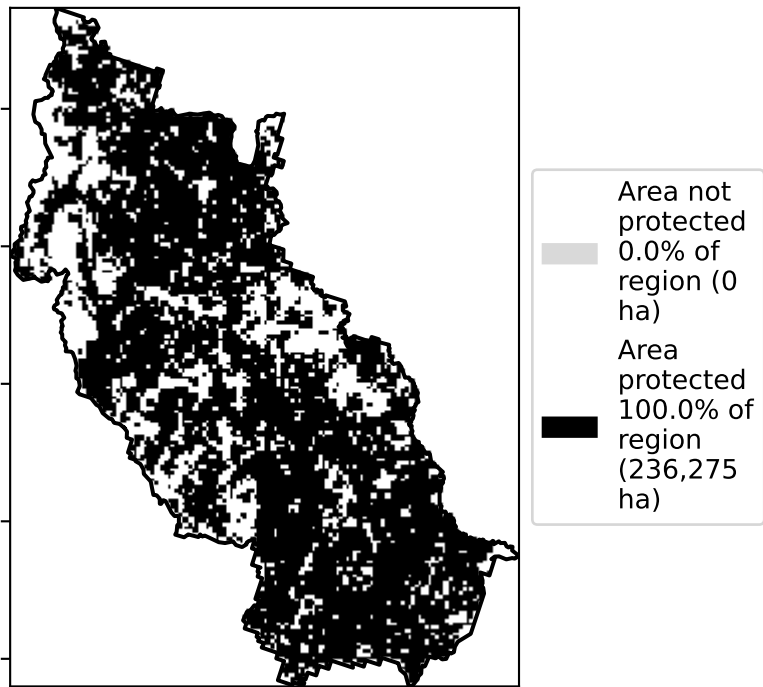 Area not
protected
0.0% of
region (0
ha)
Area
protected
100.0% of
region
(236,275
ha)